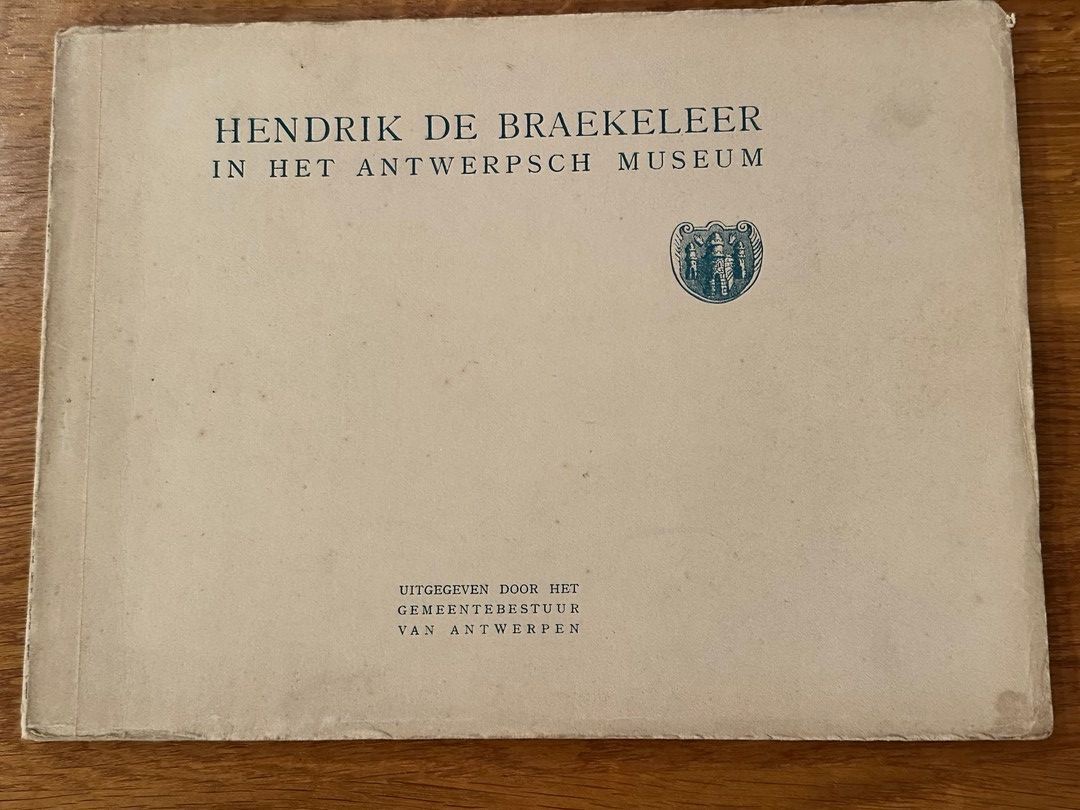 HENDRIK DE BRAEKELEER
IN HET ANTWERPSCH MUSEUM
UITGEGEVEN DOOR HET
GEMEENTEBESTUUR
VAN ANTWERPEN